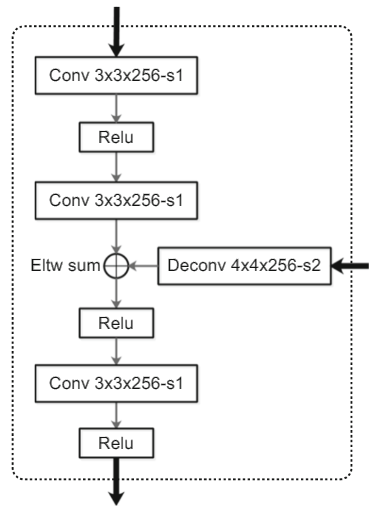 Conv 3x3x256-s1
Relu
Conv 3x3x256-s1
Eltw sum
Deconv 4x4x256-s2
Relu
Conv 3x3x256-s1
Relu